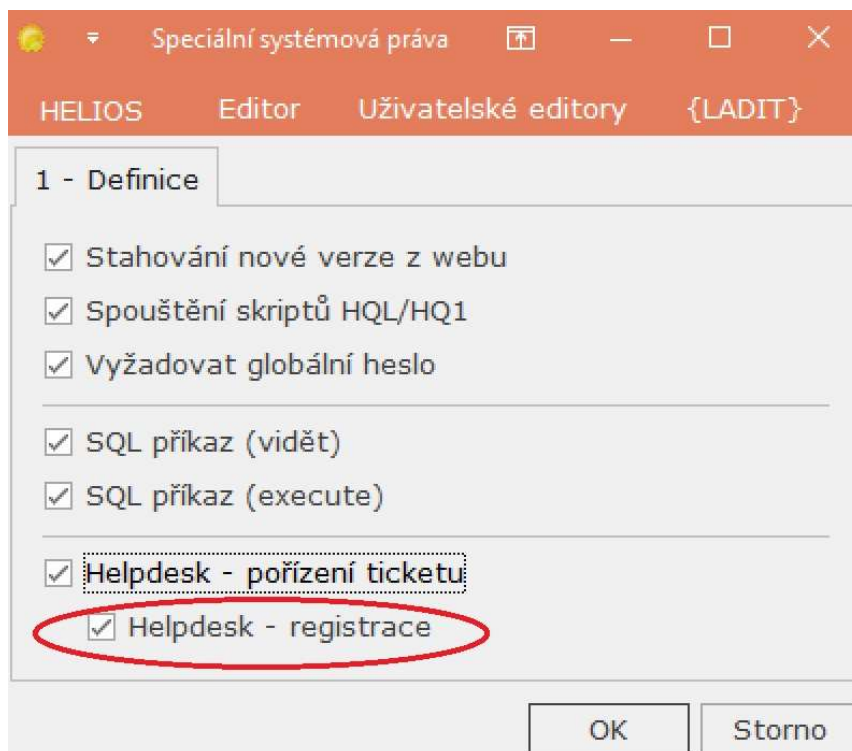 Speciální systémová práva
HELIOS Editor Uživatelské editory {LADIT}
1 - Definice
Stahování nové verze z webu
Spouštění skriptů HQL/HQ1
Vyžadovat globální heslo
SQL příkaz (vidět)
SQL příkaz (execute)
Helpdesk - pořízení ticketu
Helpdesk - registrace
OK Storno